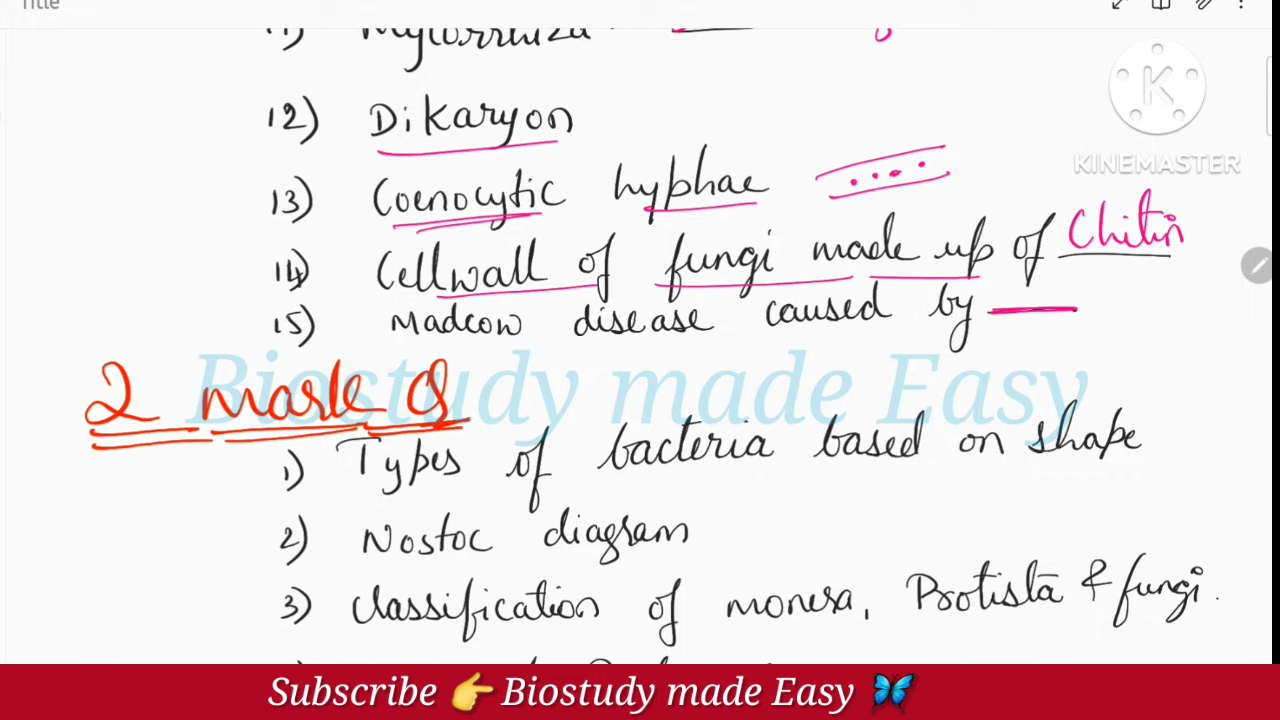 Title
11) Mycorrhiza
12) Dikaryon
KINEMASTER
13) Coenocytic hyphae
14) Cellwall of fungi made up of Chitin
15) Madcow disease caused by
Biostudy made Easy
2 mark Q
1) Types of bacteria based on shape
2) Nostoc diagram
3) Classification of monera, Protista & fungi.
Subscribe 👉 Biostudy made Easy 🦋